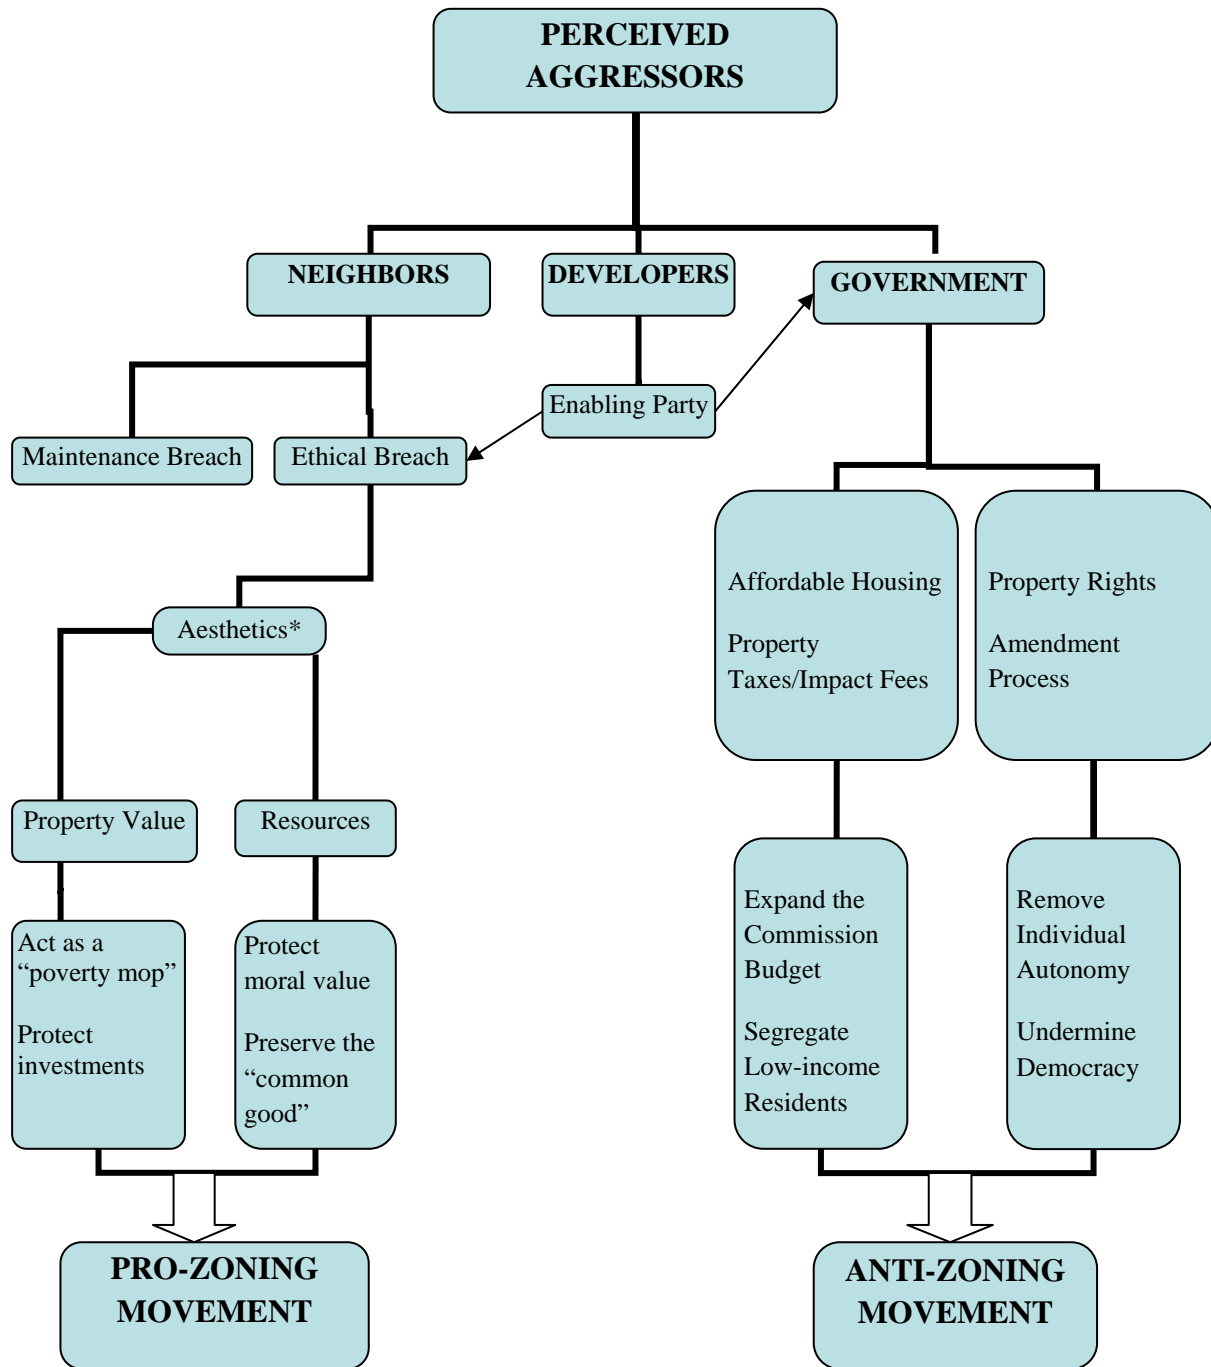 PERCEIVED
AGGRESSORS
NEIGHBORS
DEVELOPERS
GOVERNMENT
Enabling Party
Maintenance Breach
Ethical Breach
Affordable Housing
Property
Taxes/Impact Fees
Property Rights
Amendment
Process
Aesthetics*
Property Value
Resources
Act as a
“poverty mop”
Protect
investments
Protect
moral value
Preserve the
“common
good”
Expand the
Commission
Budget
Segregate
Low-income
Residents
Remove
Individual
Autonomy
Undermine
Democracy
PRO-ZONING
MOVEMENT
ANTI-ZONING
MOVEMENT